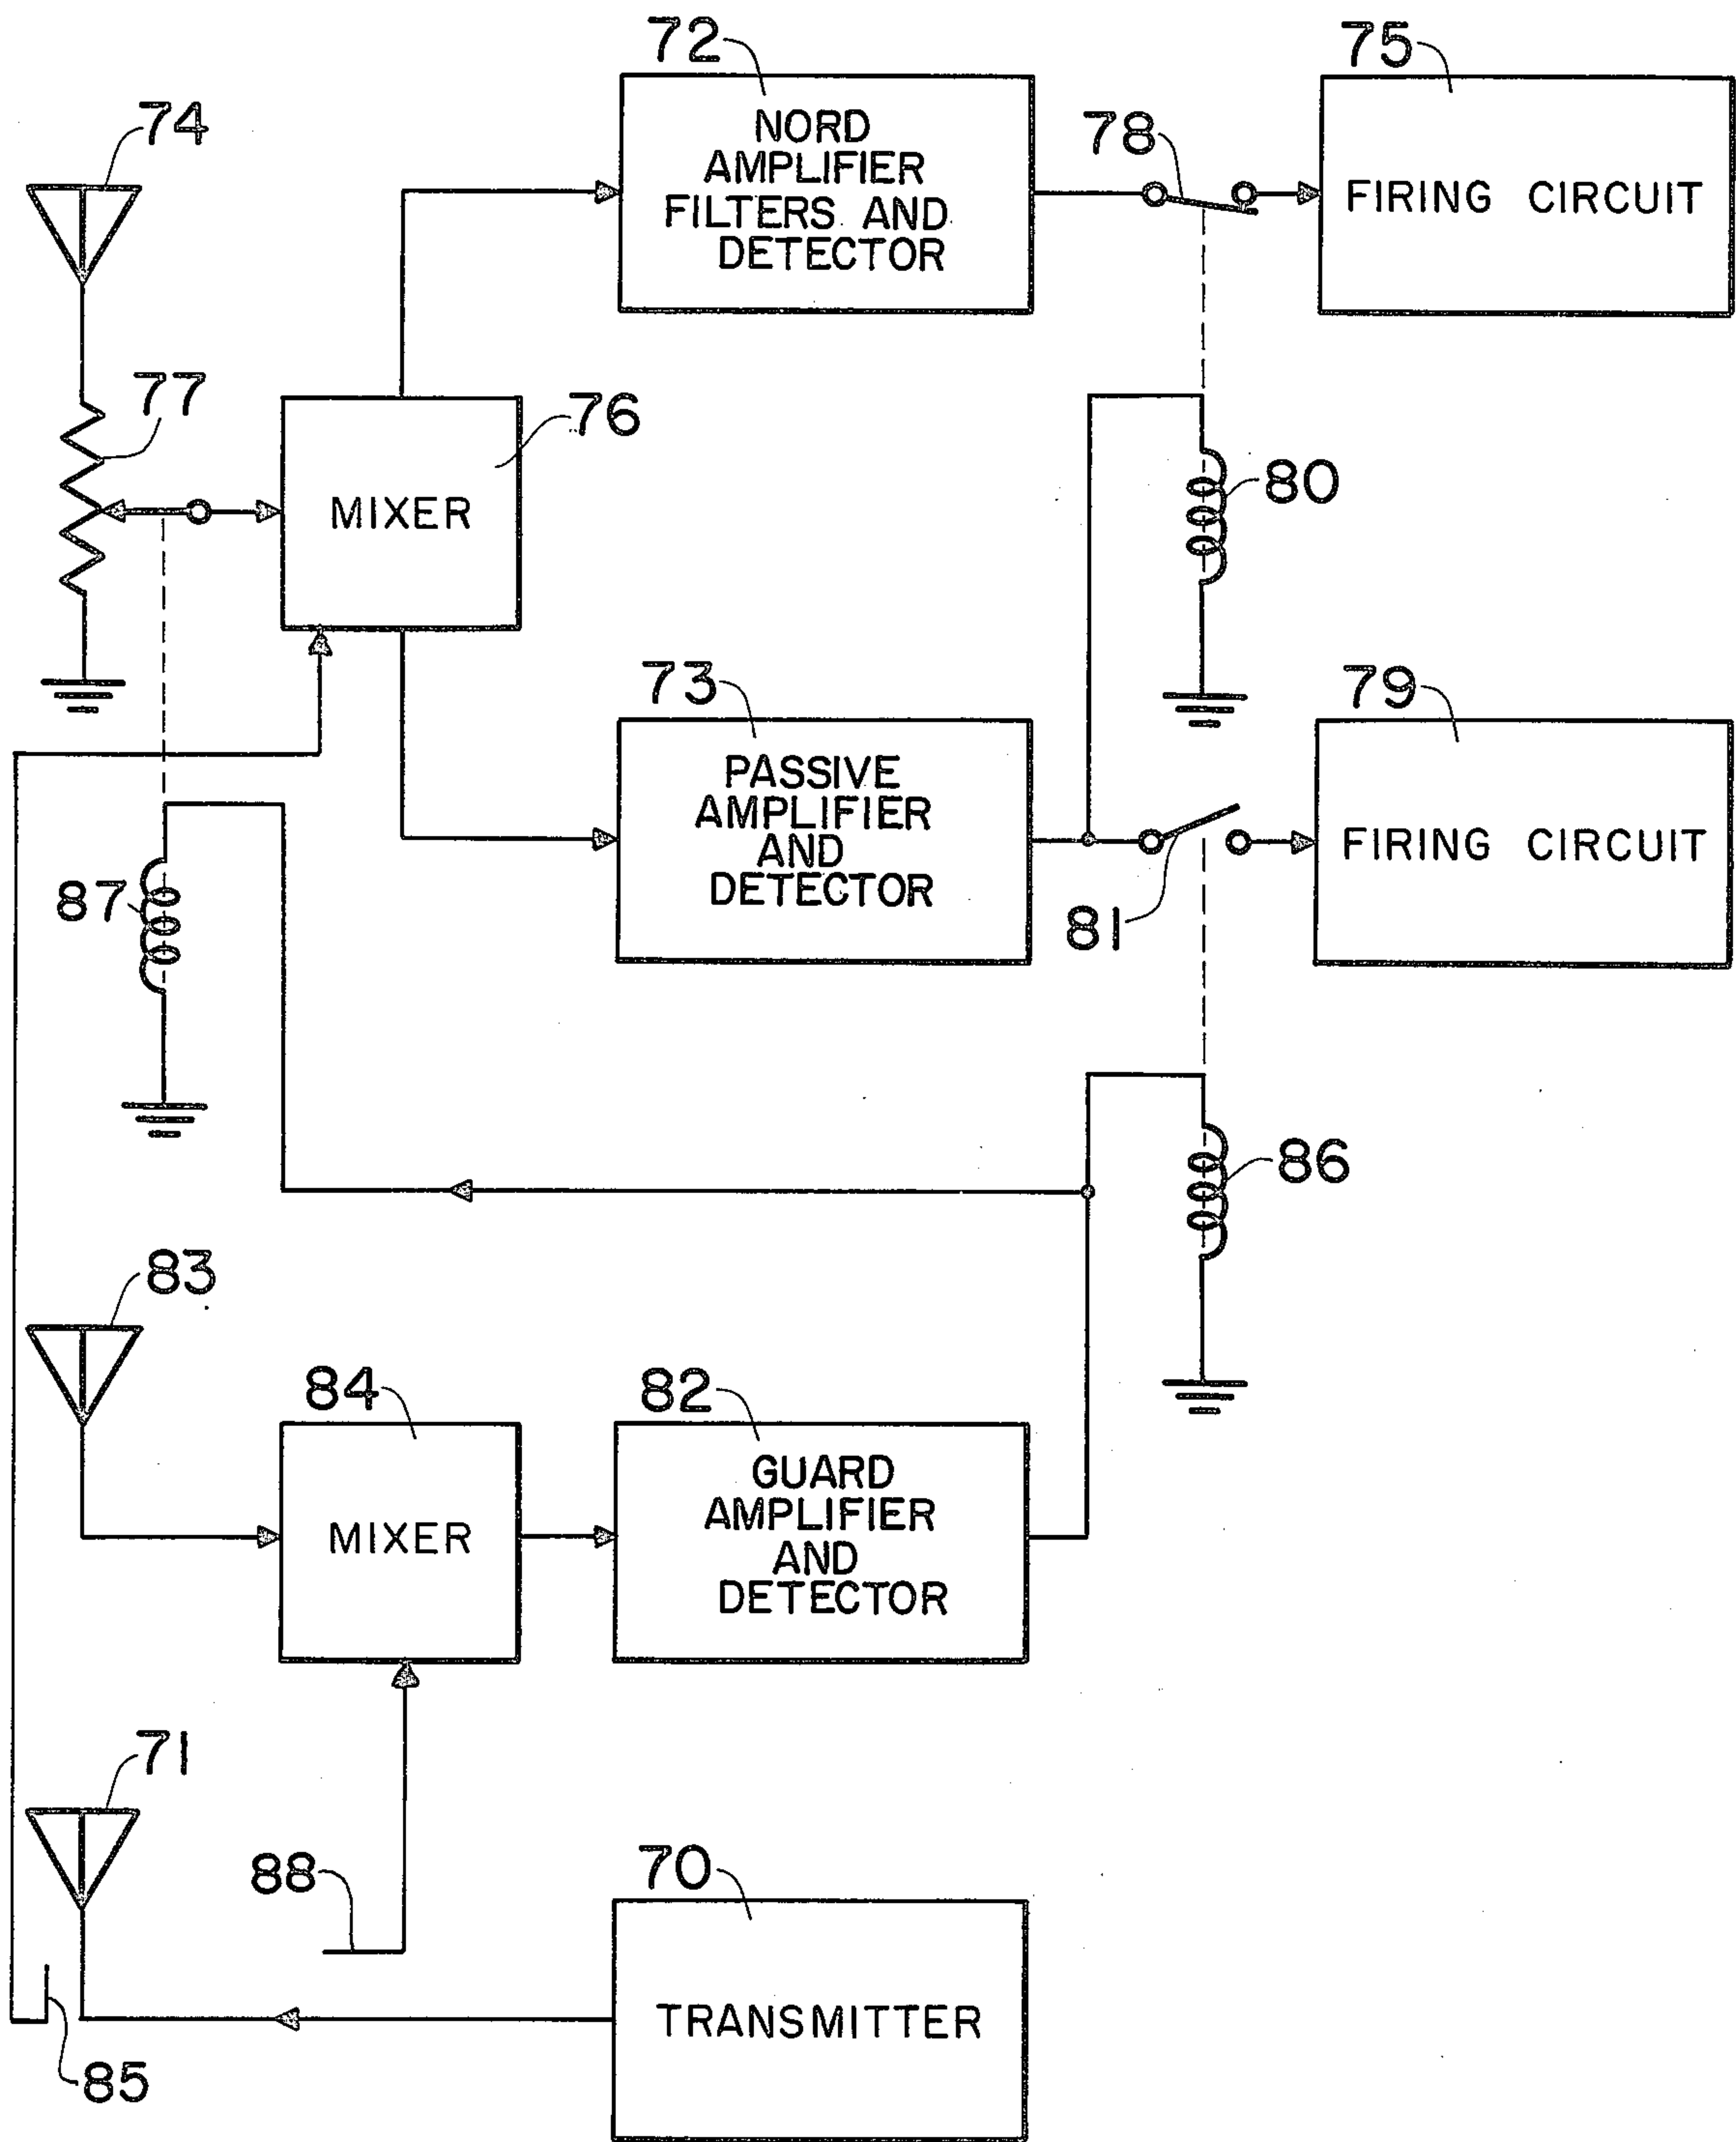 72
75
74
NORD
AMPLIFIER
FILTERS AND
DETECTOR
78
FIRING CIRCUIT
77
76
MIXER
80
73
79
PASSIVE
AMPLIFIER
AND
DETECTOR
FIRING CIRCUIT
87
81
86
83
84
82
MIXER
GUARD
AMPLIFIER
AND
DETECTOR
71
88
70
TRANSMITTER
85